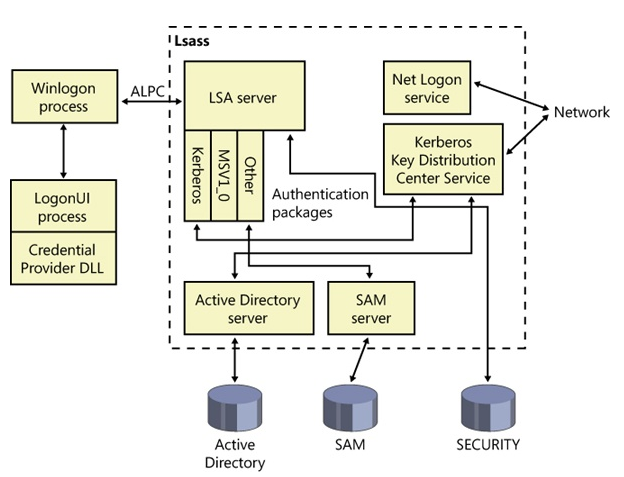 Lsass
Winlogon
process
ALPC
LSA server
Net Logon
service
Network
Kerberos
Key Distribution
Center Service
Kerberos
MSV1_0
Other
Authentication
packages
LogonUI
process
Credential
Provider DLL
Active Directory
server
SAM
server
Active
Directory
SAM
SECURITY